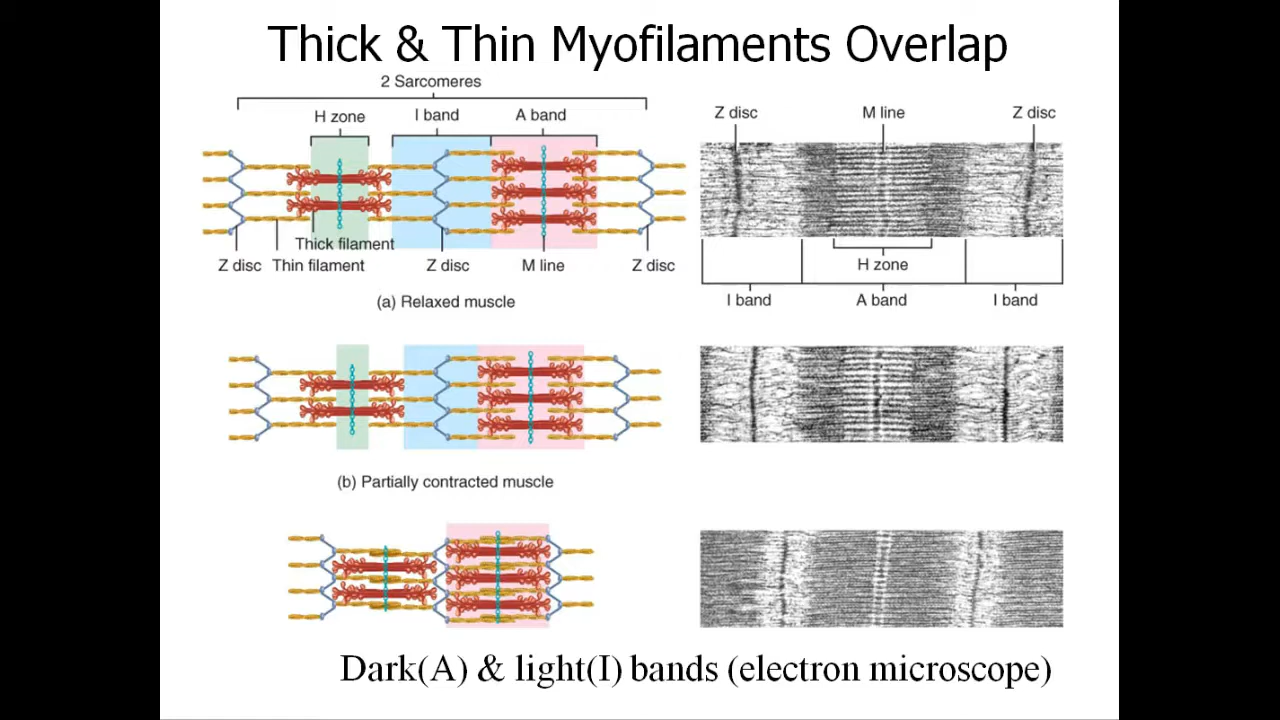 Thick & Thin Myofilaments Overlap
2 Sarcomeres
H zone
I band
A band
Thick filament
Z disc
Thin filament
Z disc
M line
Z disc
(a) Relaxed muscle
Z disc
M line
Z disc
H zone
I band
A band
I band
(b) Partially contracted muscle
Dark(A) & light(I) bands (electron microscope)